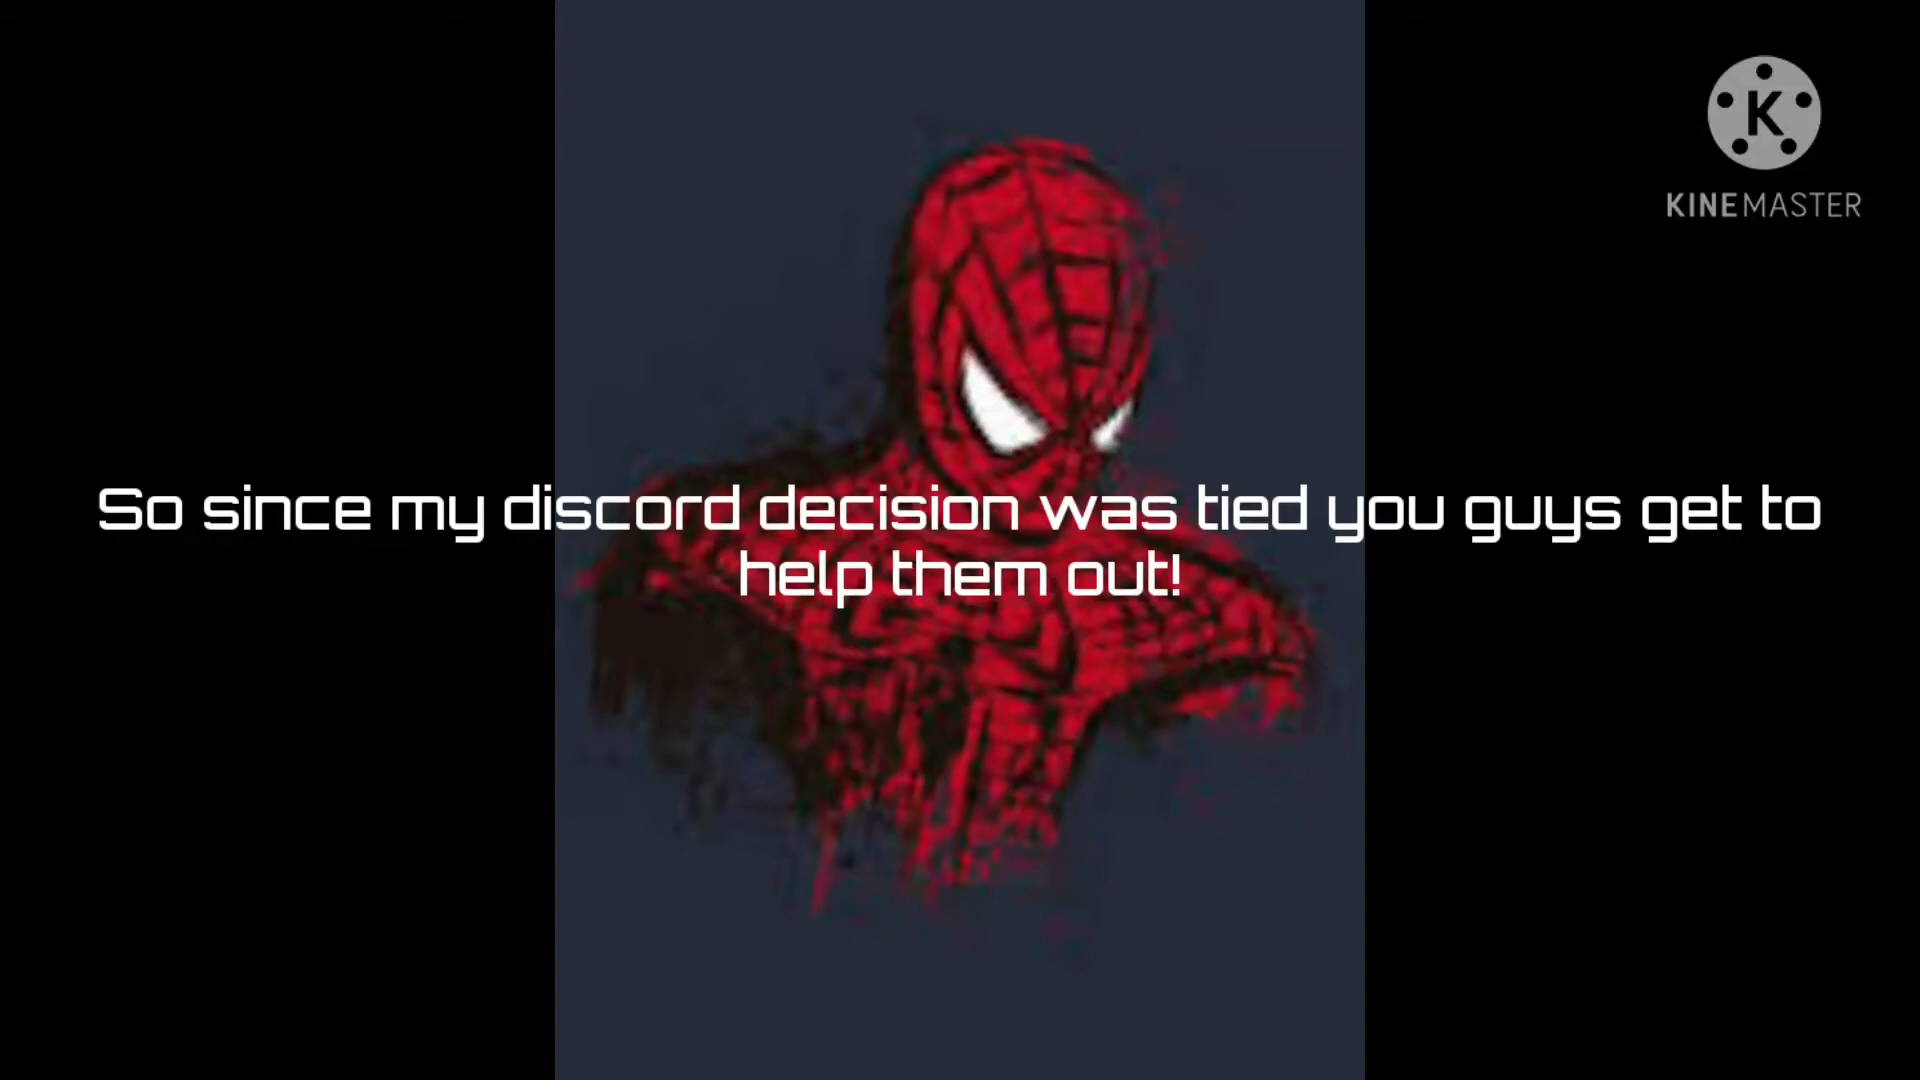 K
KINEMASTER
So since my discord decision was tied you guys get to
help them out!